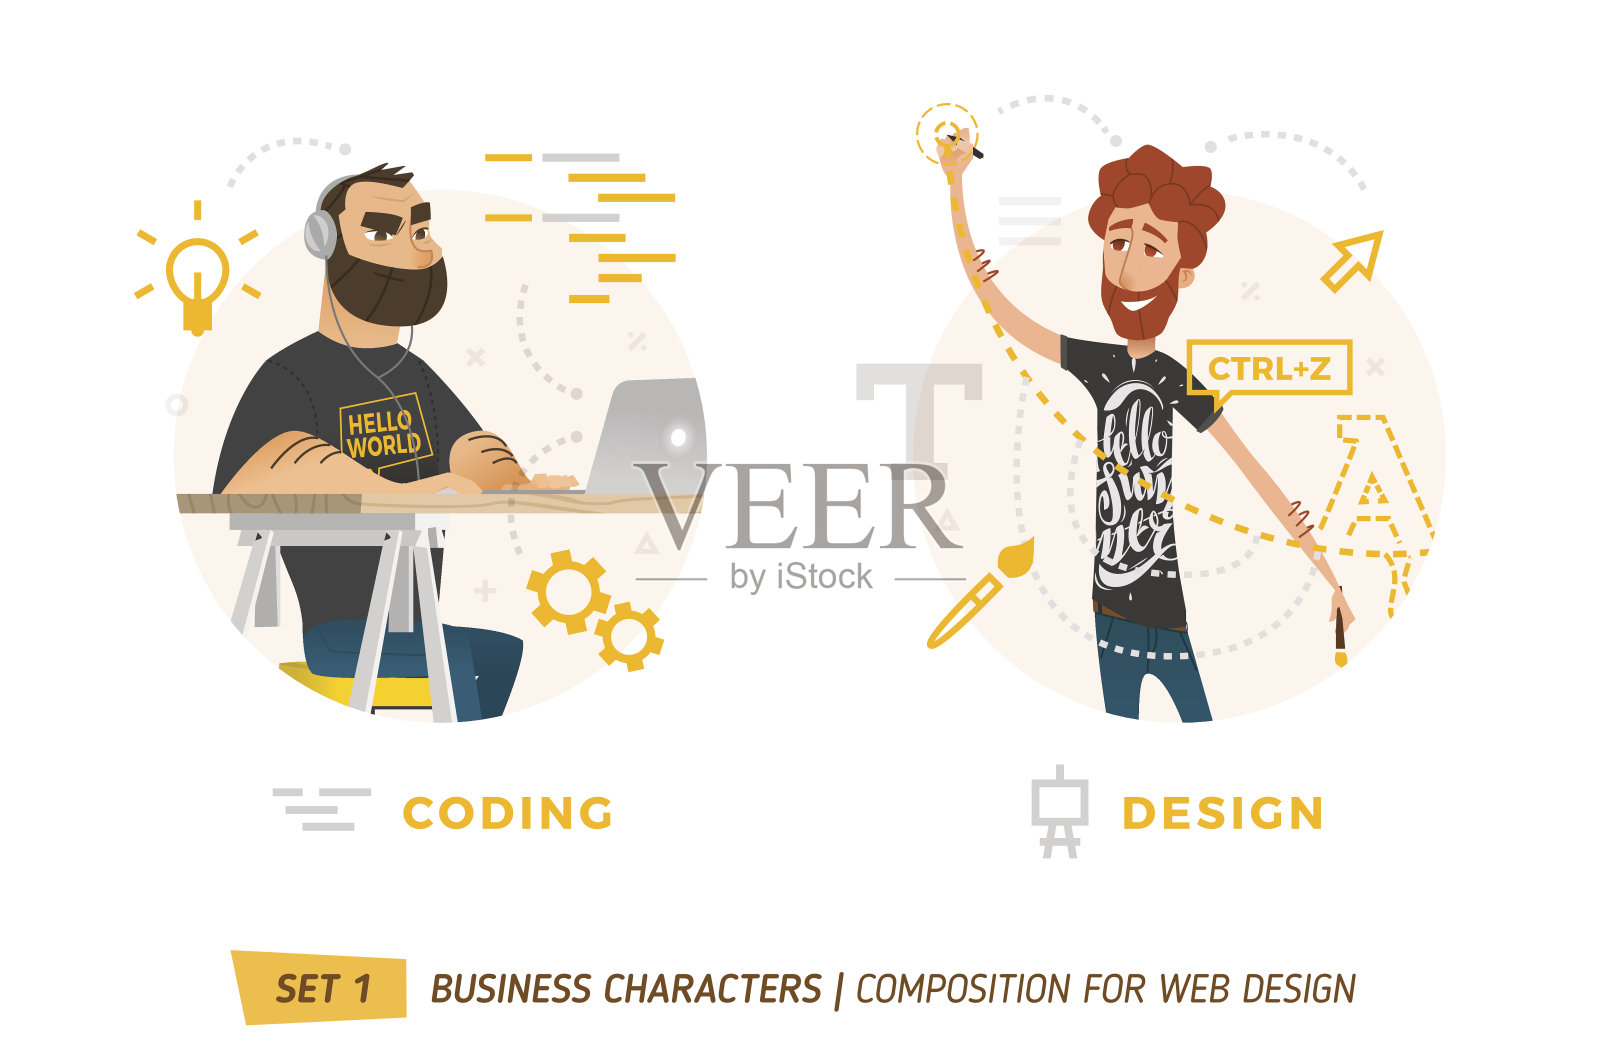 HELLO
WORLD
CTRL+Z
T
A
hello
Summer
VEER
by iStock
CODING
DESIGN
SET 1
BUSINESS CHARACTERS | COMPOSITION FOR WEB DESIGN